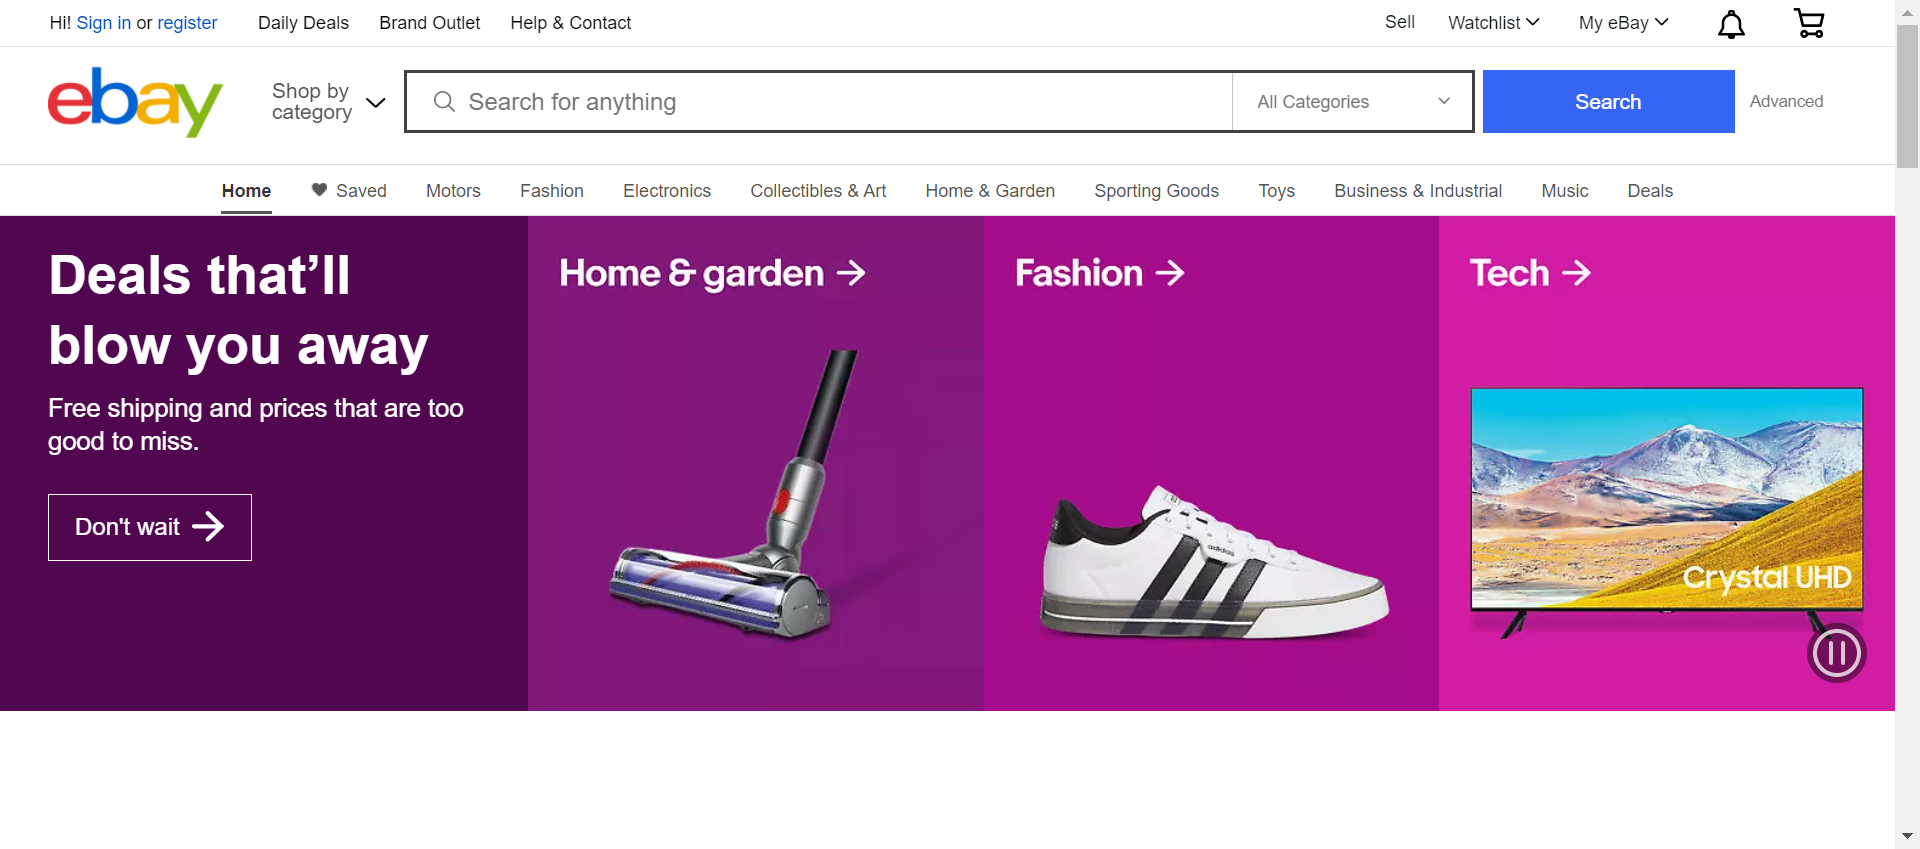 Hi! Sign in or register
Daily Deals
Brand Outlet
Help & Contact
Sell
Watchlist
My eBay
ebay
Shop by
category
Search for anything
All Categories
Search
Advanced
Home
Saved
Motors
Fashion
Electronics
Collectibles & Art
Home & Garden
Sporting Goods
Toys
Business & Industrial
Music
Deals
Deals that’ll
blow you away
Free shipping and prices that are too
good to miss.
Don't wait
Home & garden
Fashion
adidas
Tech
Crystal UHD